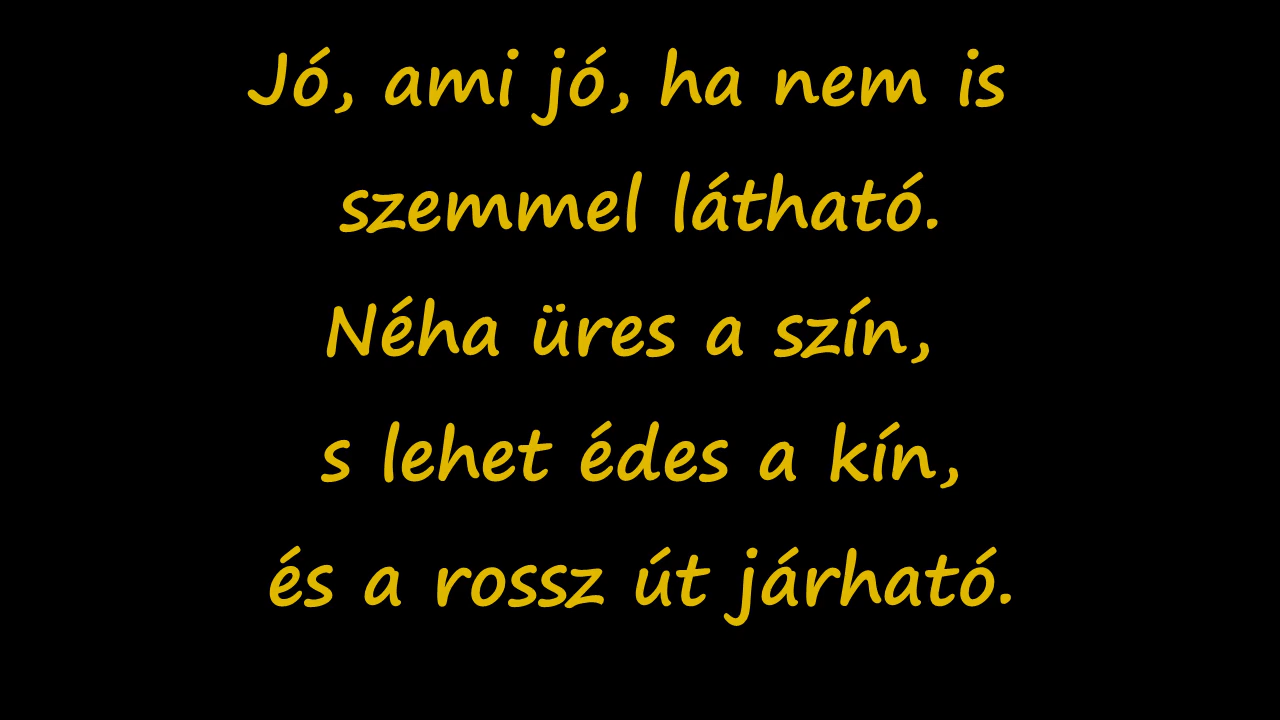 Jó, ami jó, ha nem is
szemmel látható.
Néha üres a szín,
s lehet édes a kín,
és a rossz út járható.